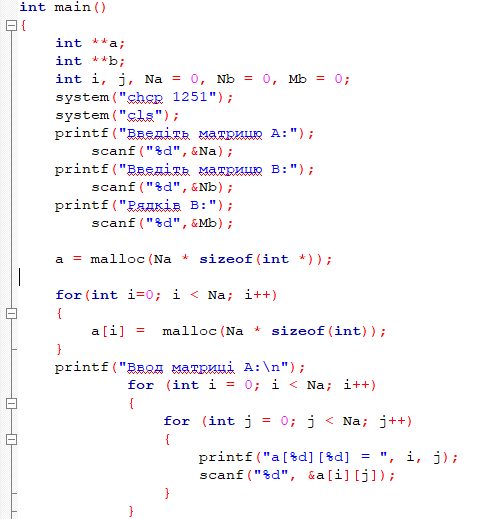 int main()
{
int **a;
int **b;
int i, j, Na = 0, Nb = 0, Mb = 0;
system("chcp 1251");
system("cls");
printf("Введіть матрицю A:");
scanf("%d",&Na);
printf("Введіть матрицю B:");
scanf("%d",&Nb);
printf("Рядків B:");
scanf("%d",&Mb);
a = malloc(Na * sizeof(int *));
for(int i=0; i < Na; i++)
{
a[i] =  malloc(Na * sizeof(int));
}
printf("Ввод матриці A:\n");
for (int i = 0; i < Na; i++)
{
for (int j = 0; j < Na; j++)
{
printf("a[%d][%d] = ", i, j);
scanf("%d", &a[i][j]);
}
}